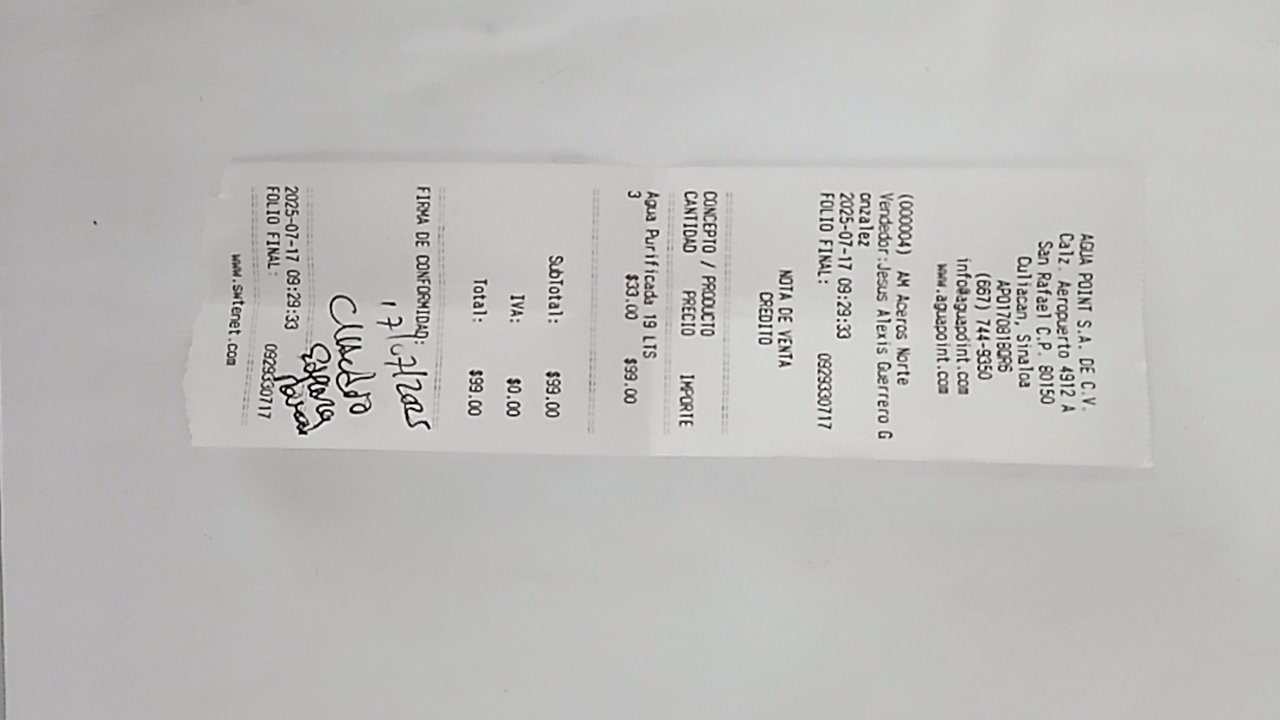 AGUA POINT S.A. DE C.V.
Calz. Aeropuerto 4912 A
San Rafael C.P. 80150
Culiacan, Sinaloa
APO170818QR6
(667) 744-9350
info@aguapoint.com
www.aguapoint.com
(000004) AM Aceros Norte
Vendedor:Jesus Alexis Guerrero G
onzalez
2025-07-17 09:29:33
FOLIO FINAL: 0929330717
NOTA DE VENTA
CREDITO
CONCEPTO / PRODUCTO
CANTIDAD PRECIO IMPORTE
Agua Purificada 19 LTS
3 $33.00 $99.00
SubTotal: $99.00
IVA: $0.00
Total: $99.00
FIRMA DE CONFORMIDAD:
17/07/2025
2025-07-17 09:29:33
FOLIO FINAL: 0929330717
www.swtenet.com